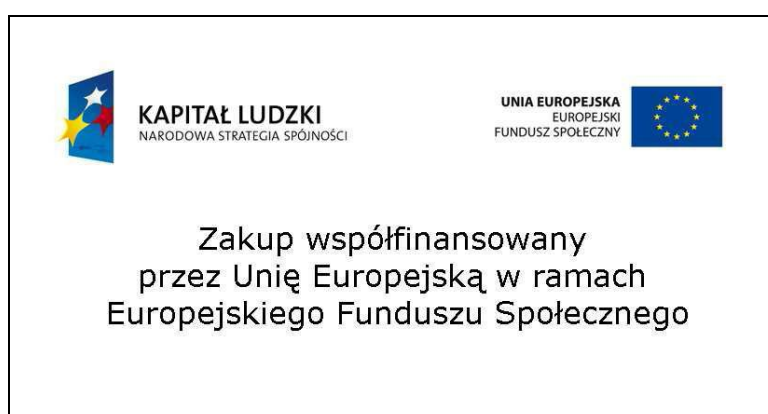 KAPITAŁ LUDZKI
NARODOWA STRATEGIA SPÓJNOŚCI
UNIA EUROPEJSKA
EUROPEJSKI
FUNDUSZ SPOŁECZNY
Zakup współfinansowany
przez Unię Europejską w ramach
Europejskiego Funduszu Społecznego